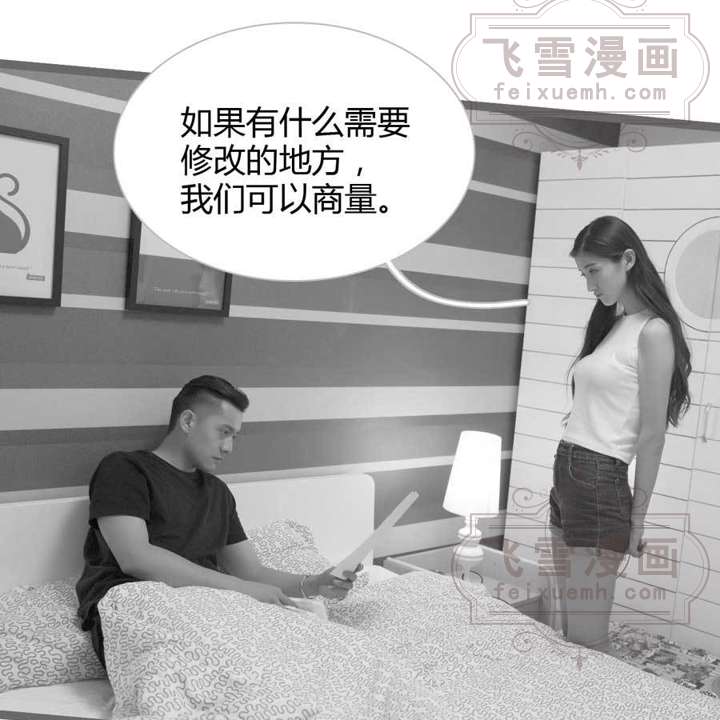 飞雪漫画
feixuemh.com
如果有什么需要
修改的地方，
我们可以商量。
飞雪漫画
feixuemh.com